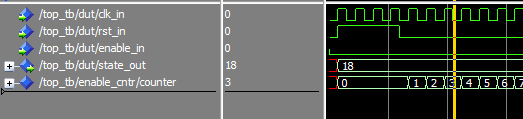 /top_tb/dut/clk_in 0
/top_tb/dut/rst_in 0
/top_tb/dut/enable_in 0
/top_tb/dut/state_out 18 18
/top_tb/enable_cntr/counter 3 0 1 2 3 4 5 6 7